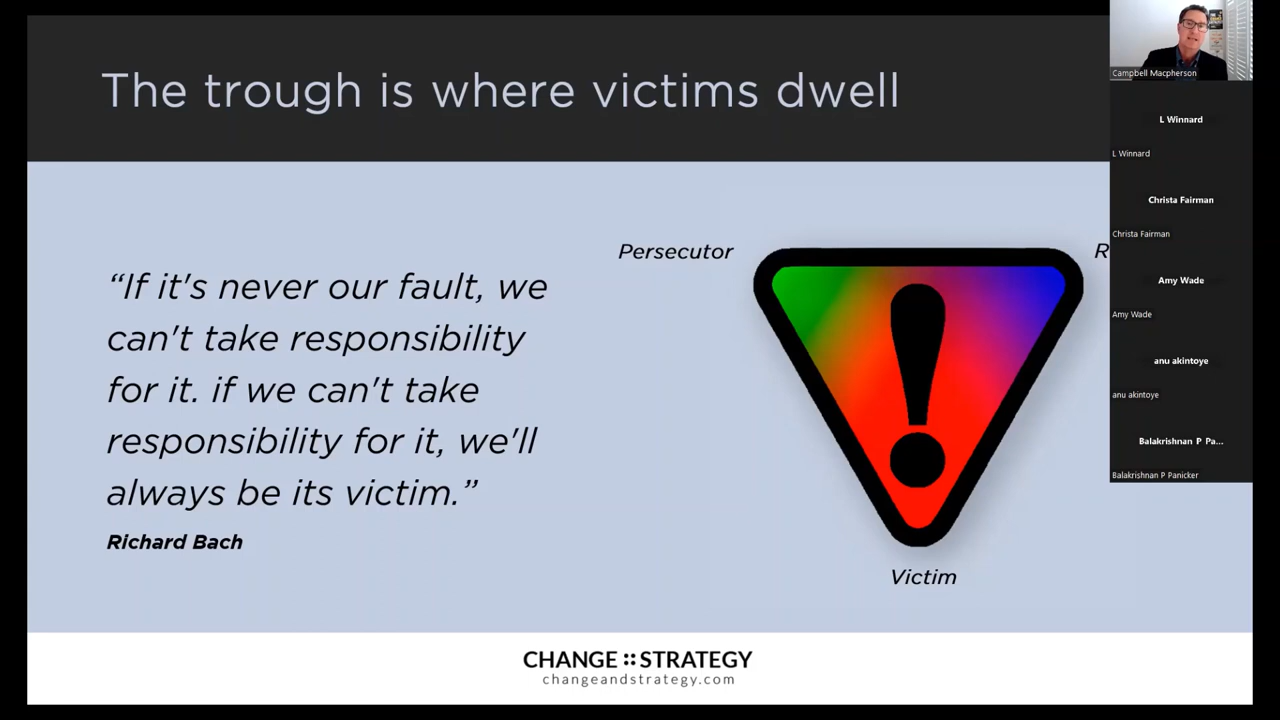 The trough is where victims dwell
“If it's never our fault, we
can't take responsibility
for it. if we can't take
responsibility for it, we'll
always be its victim.”
Richard Bach
Persecutor
R
Victim
CHANGE::STRATEGY
changeandstrategy.com
Campbell Macpherson
L Winnard
L Winnard
Christa Fairman
Christa Fairman
Amy Wade
Amy Wade
anu akintoye
anu akintoye
Balakrishnan P Pa...
Balakrishnan P Panicker